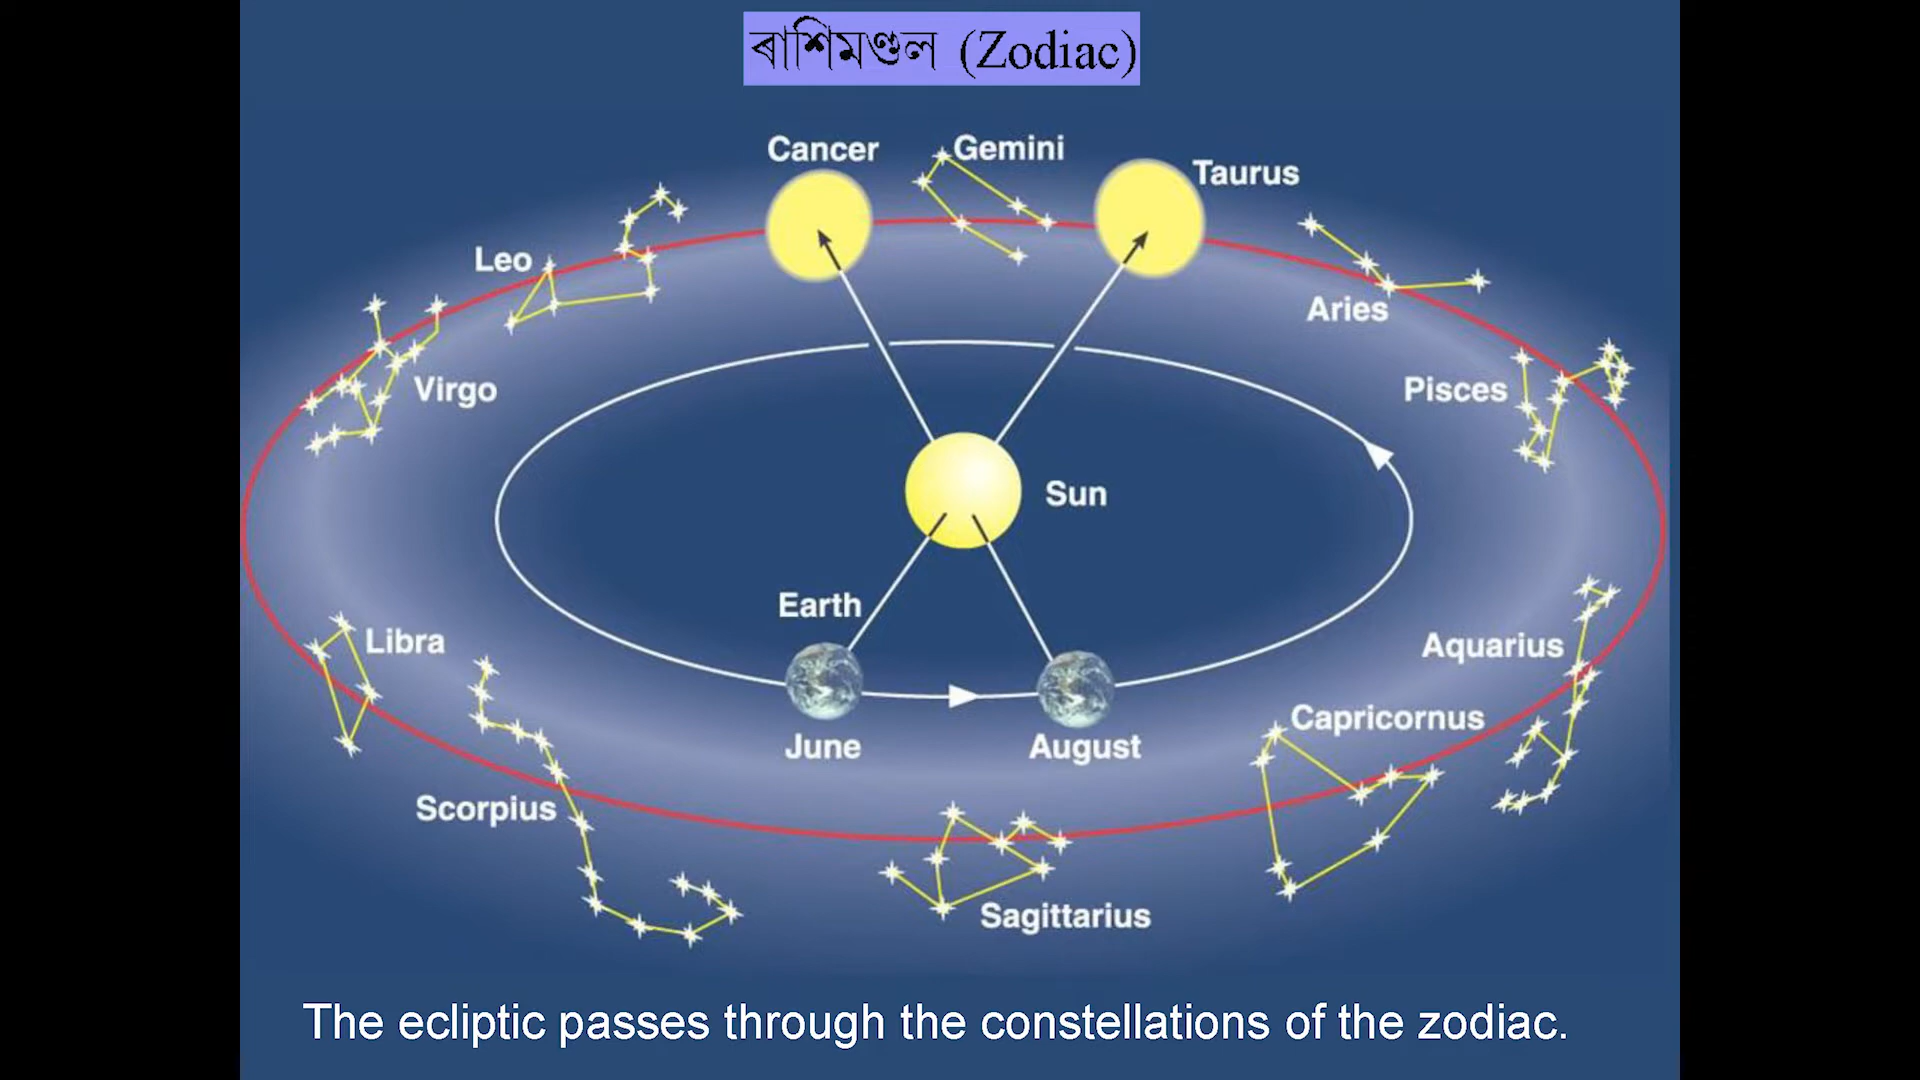 ৰাশিমণ্ডল (Zodiac)
Cancer
Gemini
Taurus
Leo
Aries
Virgo
Pisces
Sun
Earth
Libra
Aquarius
Capricornus
June
August
Scorpius
Sagittarius
The ecliptic passes through the constellations of the zodiac.